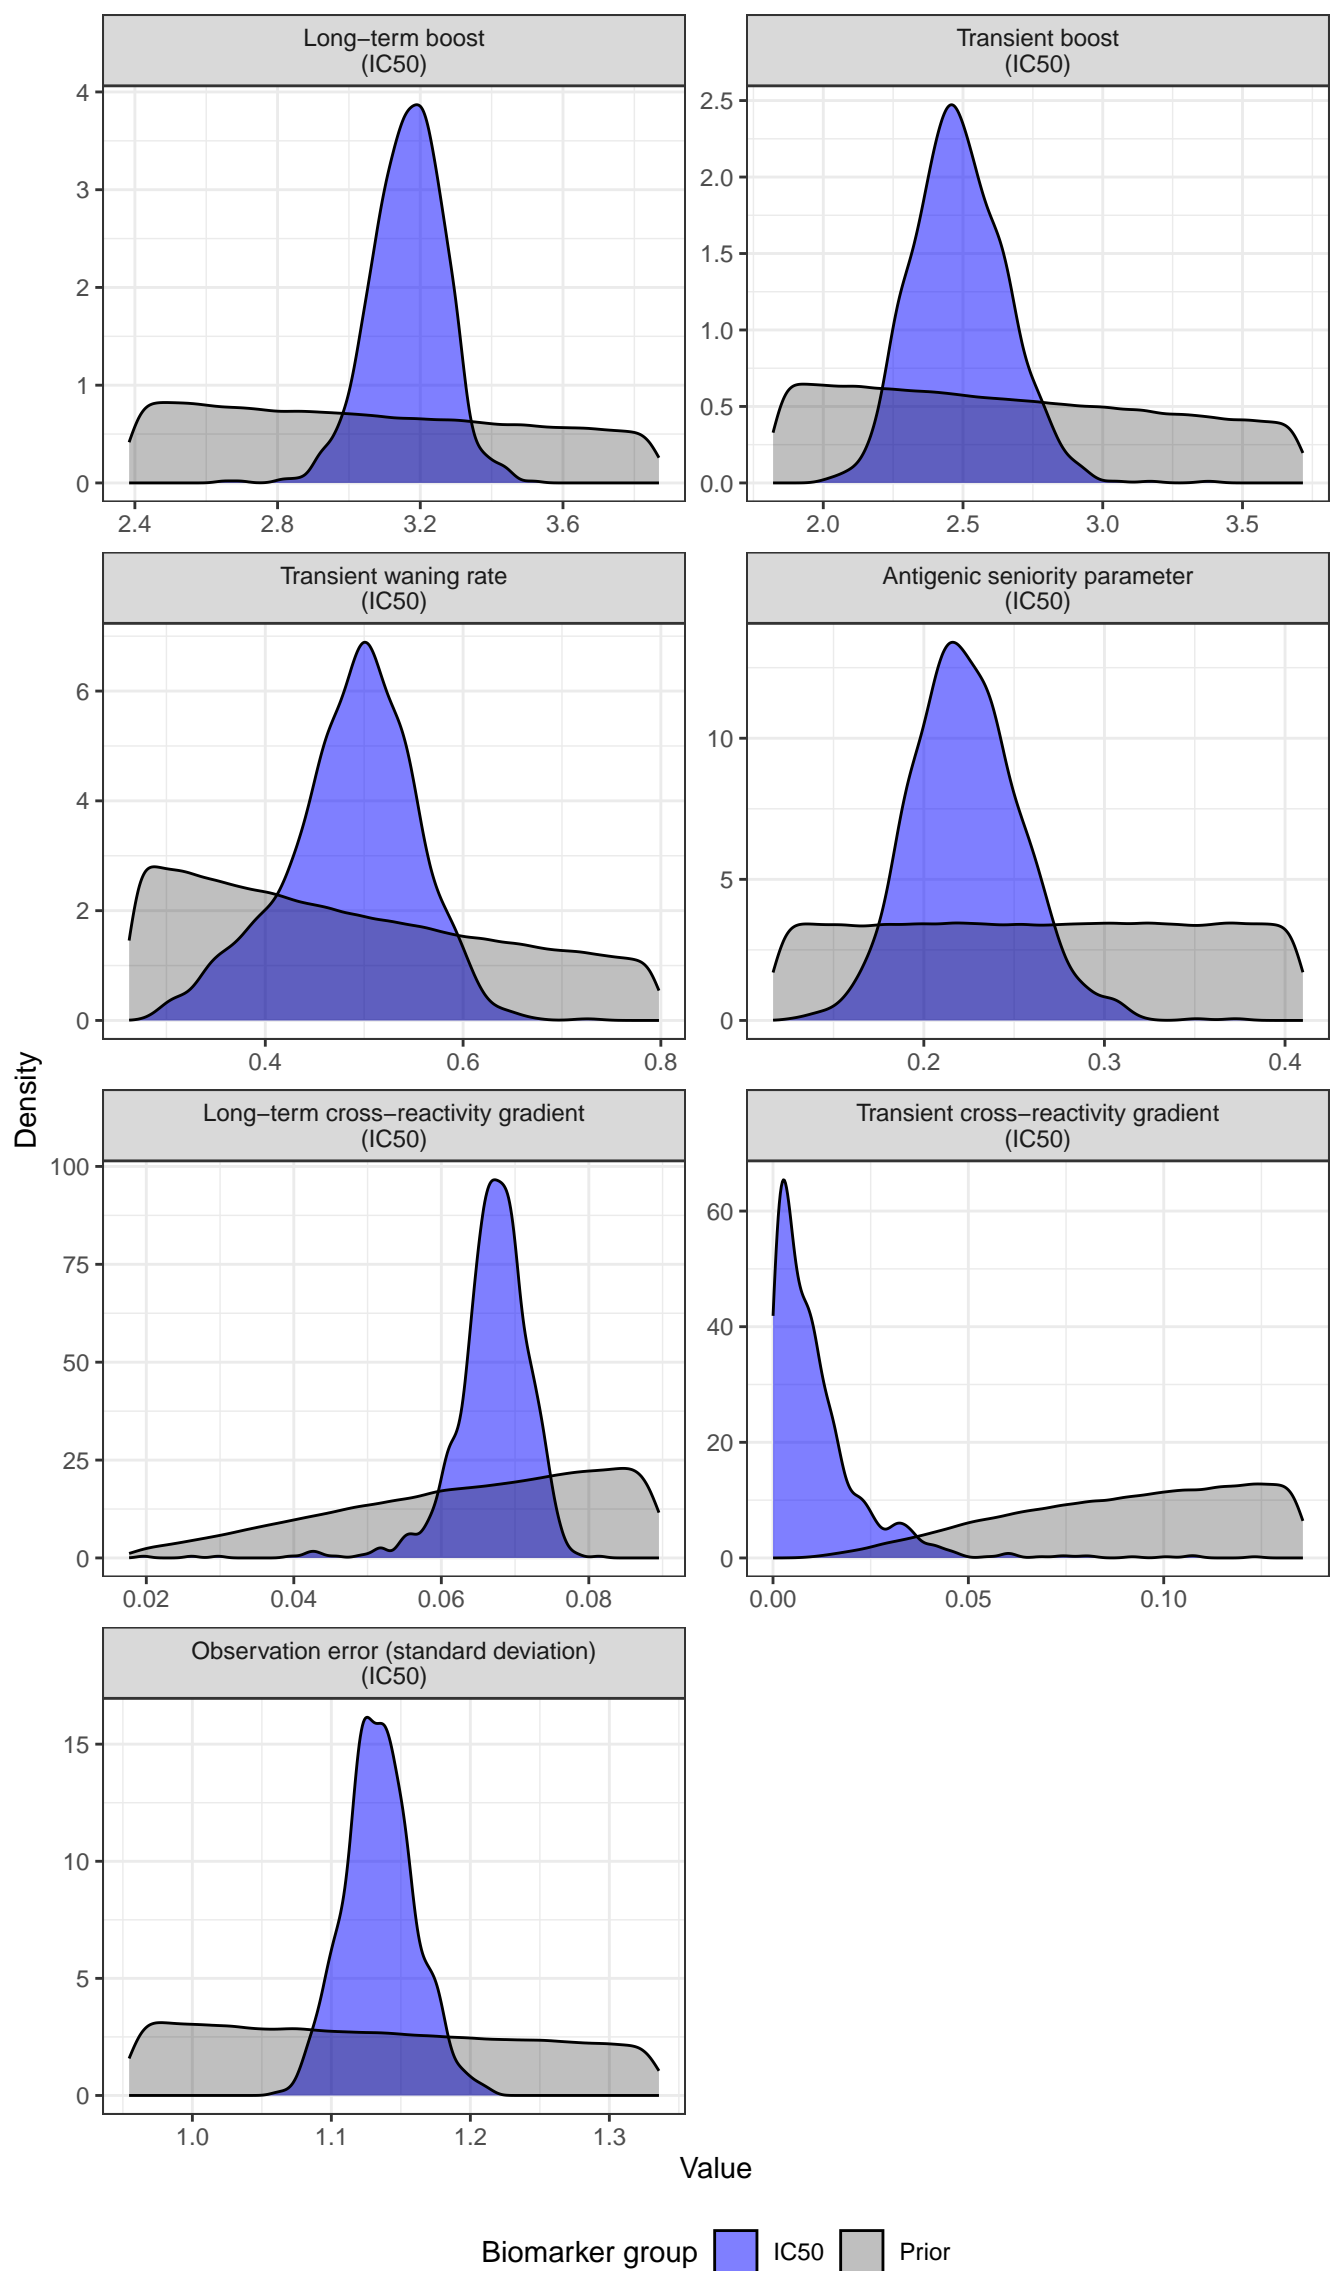 Long−term boost
(IC50)
Transient boost
(IC50)
4
3
2
1
0
2.4 2.8 3.2 3.6
2.5
2.0
1.5
1.0
0.5
0.0
2.0 2.5 3.0 3.5
Transient waning rate
(IC50)
Antigenic seniority parameter
(IC50)
6
4
2
0
0.4 0.6 0.8
10
5
0
0.2 0.3 0.4
Density
Long−term cross−reactivity gradient
(IC50)
Transient cross−reactivity gradient
(IC50)
100
75
50
25
0
0.02 0.04 0.06 0.08
60
40
20
0
0.00 0.05 0.10
Observation error (standard deviation)
(IC50)
15
10
5
0
1.0 1.1 1.2 1.3
Value
Biomarker group IC50 Prior